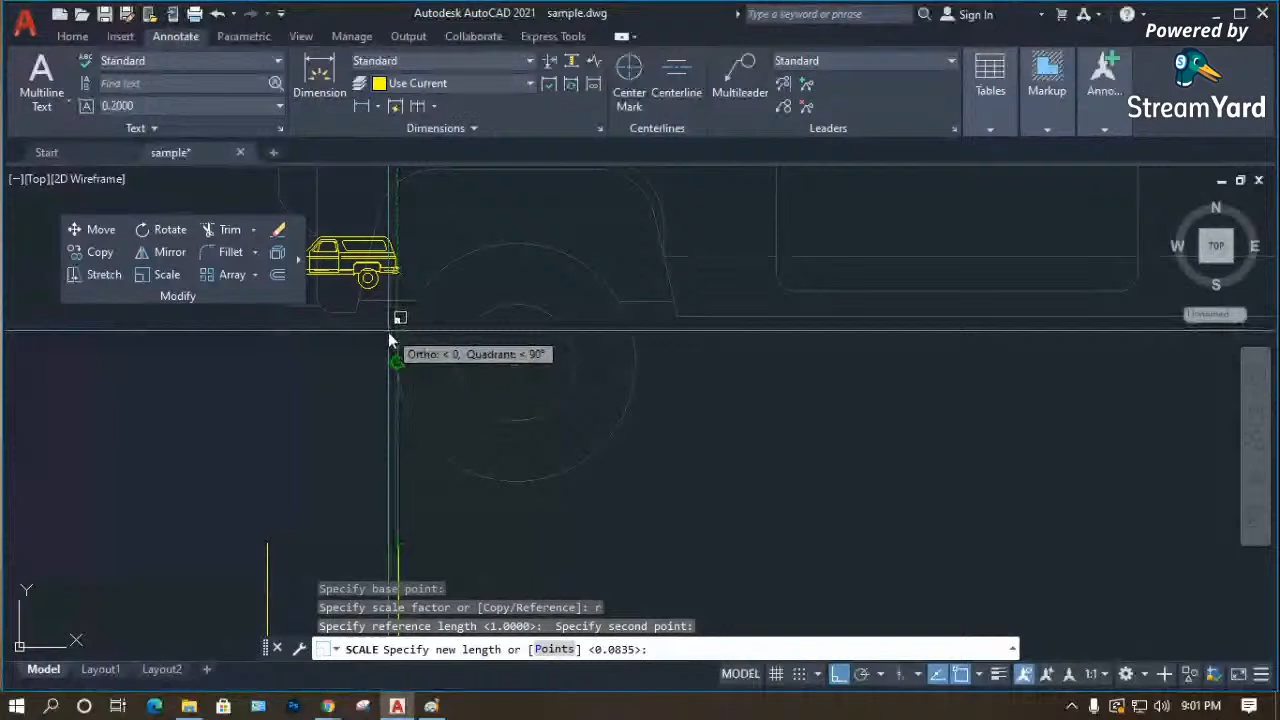 Autodesk AutoCAD 2021 sample.dwg
Type a keyword or phrase
Sign In
Powered by
StreamYard
Home Insert Annotate Parametric View Manage Output Collaborate Express Tools
Multiline
Text
Standard
Find text
0.2000
Text
Dimension
Standard
Use Current
Dimensions
Center
Mark
Centerline
Centerlines
Multileader
Standard
Leaders
Tables
Markup
Anno...
Start sample*
[−][Top][2D Wireframe]
Move Rotate Trim
Copy Mirror Fillet
Stretch Scale Array
Modify
N
W TOP E
S
Unnamed
Ortho: < 0, Quadrant: < 90°
Y
X
Specify base point:
Specify scale factor or [Copy/Reference]: r
Specify reference length <1.0000>: Specify second point:
SCALE Specify new length or [Points] <0.0835>:
Model Layout1 Layout2
MODEL
1:1
9:01 PM